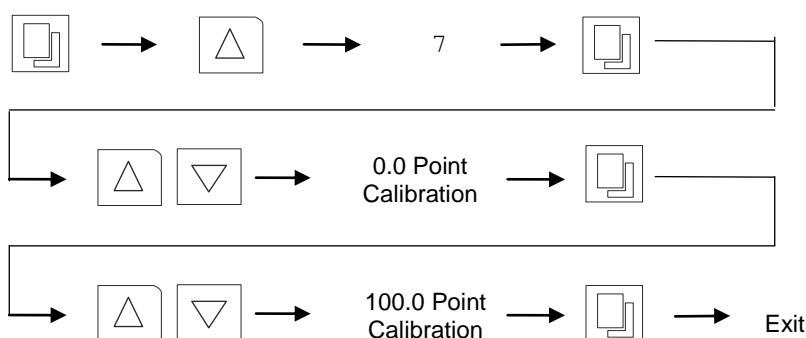 7
0.0 Point
Calibration
100.0 Point
Calibration
Exit